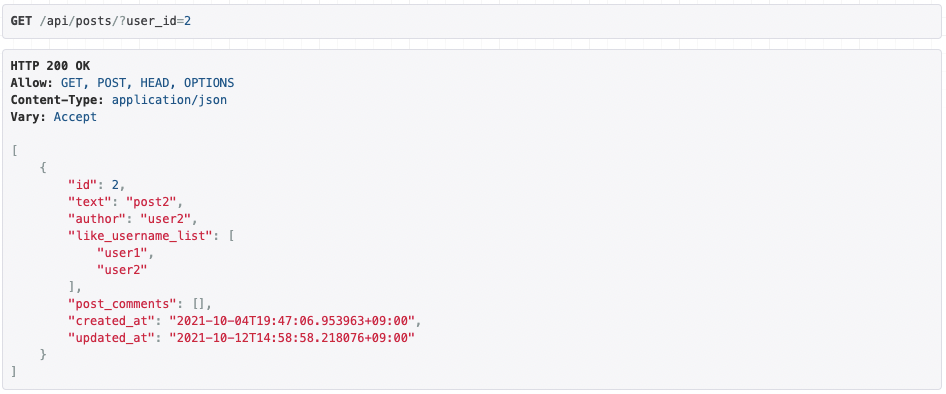 GET /api/posts/?user_id=2
HTTP 200 OK
Allow: GET, POST, HEAD, OPTIONS
Content-Type: application/json
Vary: Accept
[
    {
        "id": 2,
        "text": "post2",
        "author": "user2",
        "like_username_list": [
            "user1",
            "user2"
        ],
        "post_comments": [],
        "created_at": "2021-10-04T19:47:06.953963+09:00",
        "updated_at": "2021-10-12T14:58:58.218076+09:00"
    }
]